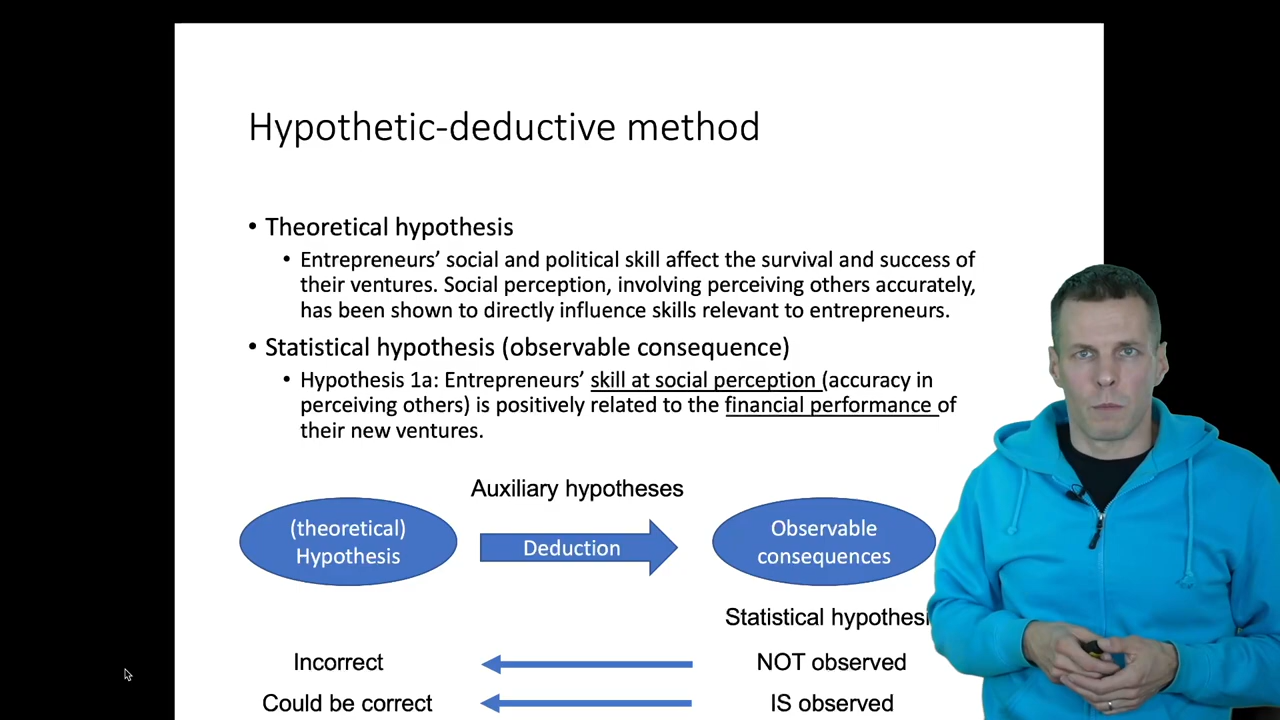 Hypothetic-deductive method
• Theoretical hypothesis
• Entrepreneurs’ social and political skill affect the survival and success of
their ventures. Social perception, involving perceiving others accurately,
has been shown to directly influence skills relevant to entrepreneurs.
• Statistical hypothesis (observable consequence)
• Hypothesis 1a: Entrepreneurs’ skill at social perception (accuracy in
perceiving others) is positively related to the financial performance of
their new ventures.
Auxiliary hypotheses
(theoretical)
Hypothesis
Deduction
Observable
consequences
Statistical hypothesi
Incorrect
NOT observed
Could be correct
IS observed